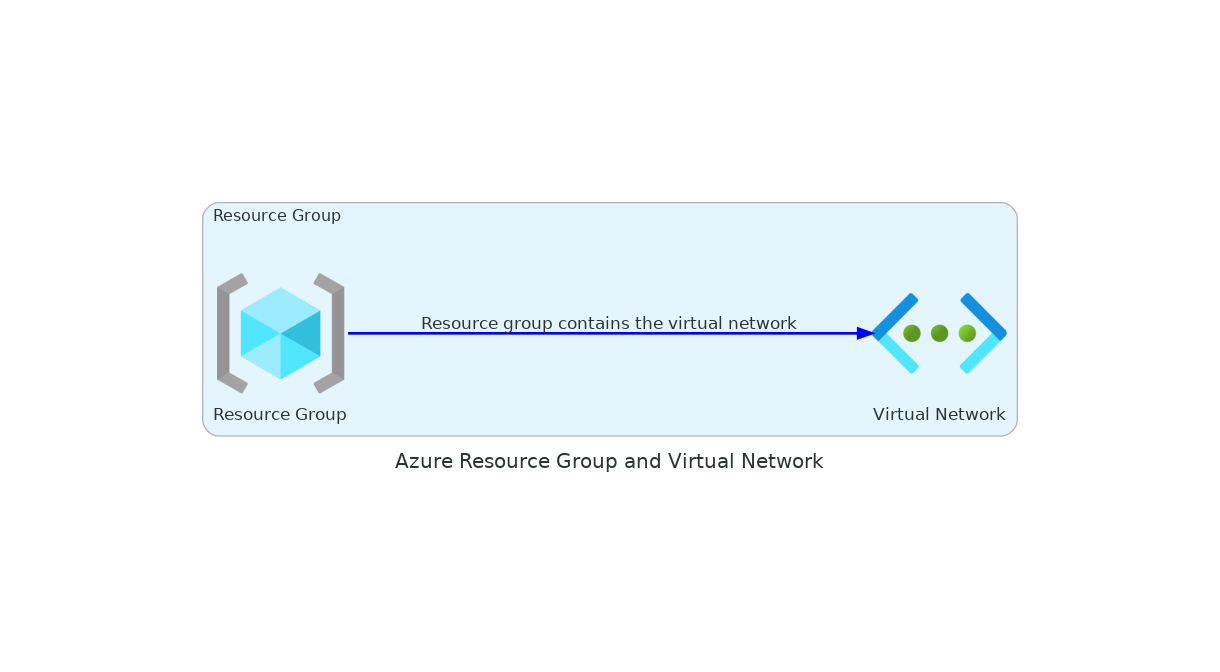 Resource Group
Resource group contains the virtual network
Resource Group
Virtual Network
Azure Resource Group and Virtual Network